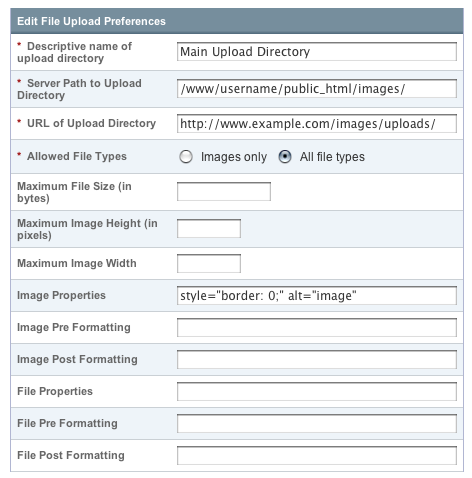 Edit File Upload Preferences
* Descriptive name of
upload directory
Main Upload Directory
* Server Path to Upload
Directory
/www/username/public_html/images/
* URL of Upload Directory
http://www.example.com/images/uploads/
* Allowed File Types
Images only
All file types
Maximum File Size (in
bytes)
Maximum Image Height (in
pixels)
Maximum Image Width
Image Properties
style="border: 0;" alt="image"
Image Pre Formatting
Image Post Formatting
File Properties
File Pre Formatting
File Post Formatting